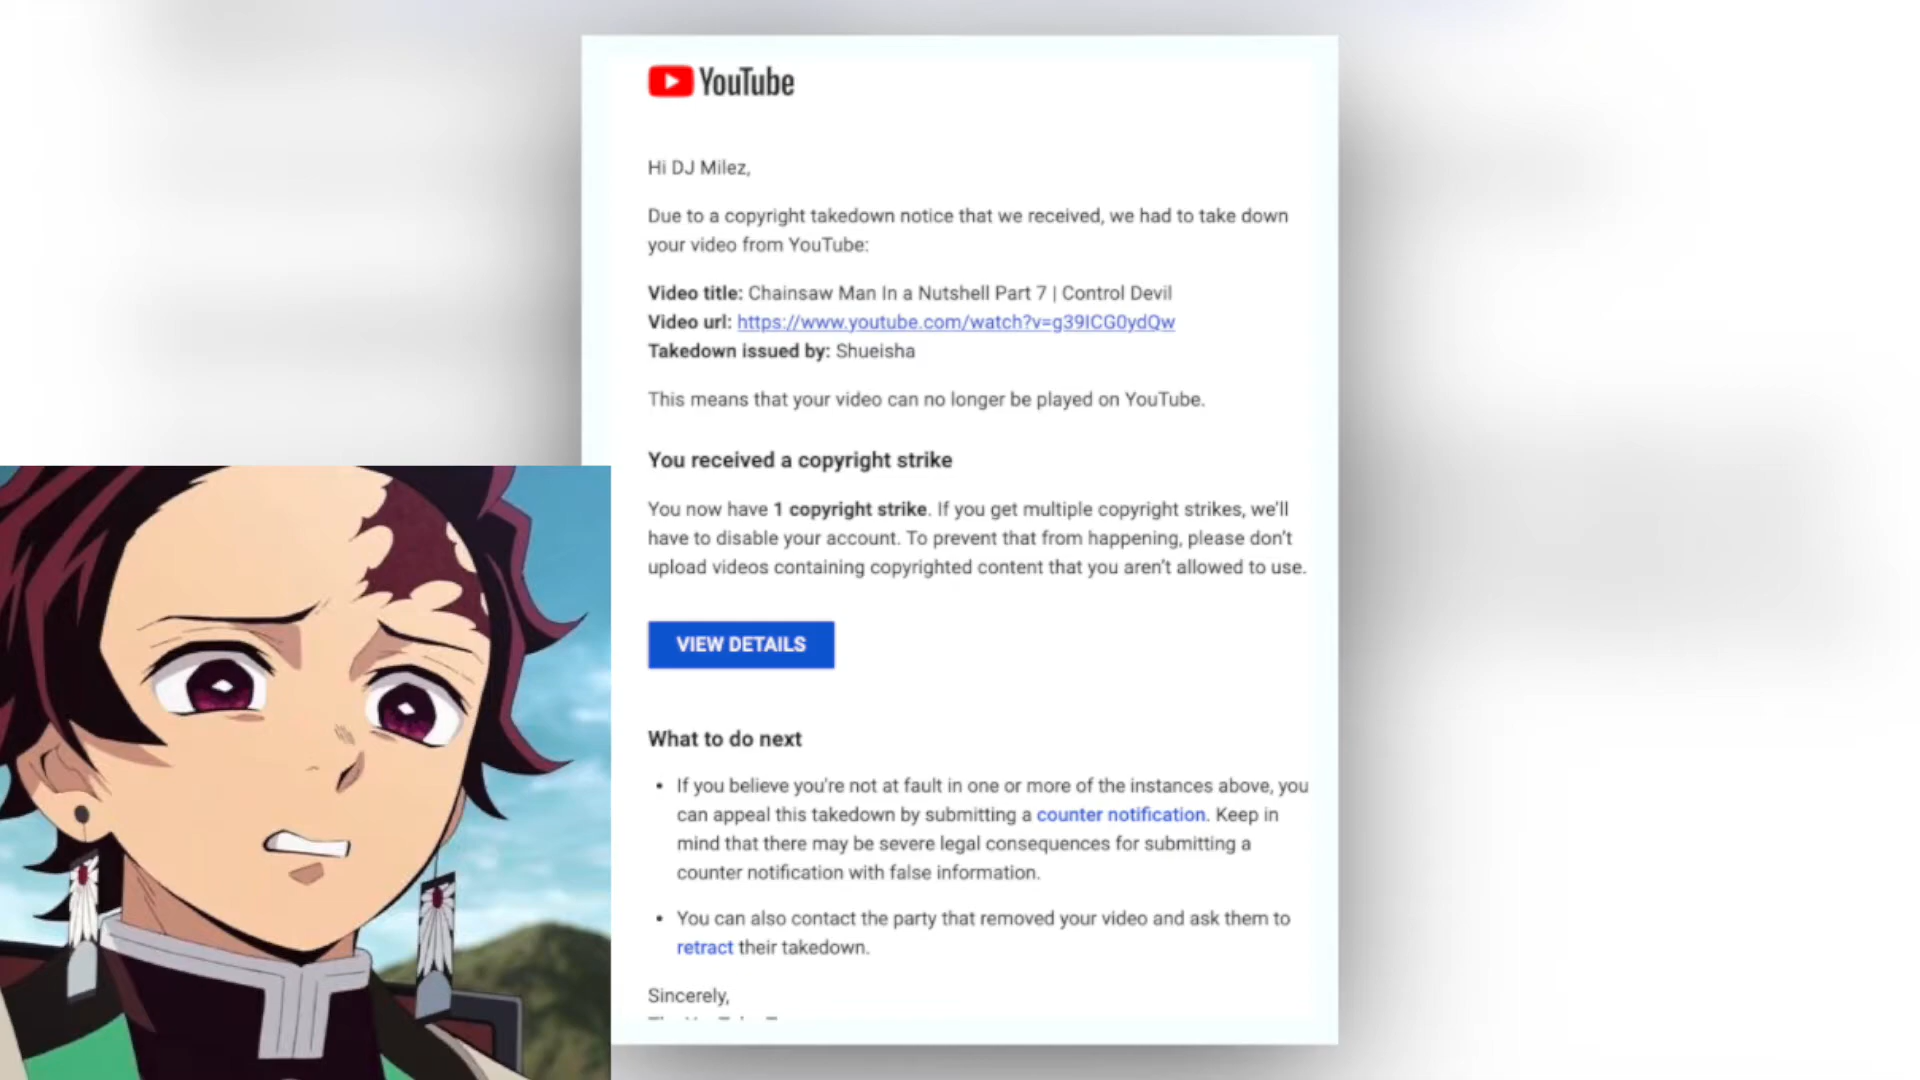 YouTube
Hi DJ Milez,
Due to a copyright takedown notice that we received, we had to take down
your video from YouTube:
Video title: Chainsaw Man In a Nutshell Part 7 | Control Devil
Video url: https://www.youtube.com/watch?v=g39ICG0ydQw
Takedown issued by: Shueisha
This means that your video can no longer be played on YouTube.
You received a copyright strike
You now have 1 copyright strike. If you get multiple copyright strikes, we'll
have to disable your account. To prevent that from happening, please don't
upload videos containing copyrighted content that you aren't allowed to use.
VIEW DETAILS
What to do next
• If you believe you're not at fault in one or more of the instances above, you
can appeal this takedown by submitting a counter notification. Keep in
mind that there may be severe legal consequences for submitting a
counter notification with false information.
• You can also contact the party that removed your video and ask them to
retract their takedown.
Sincerely,